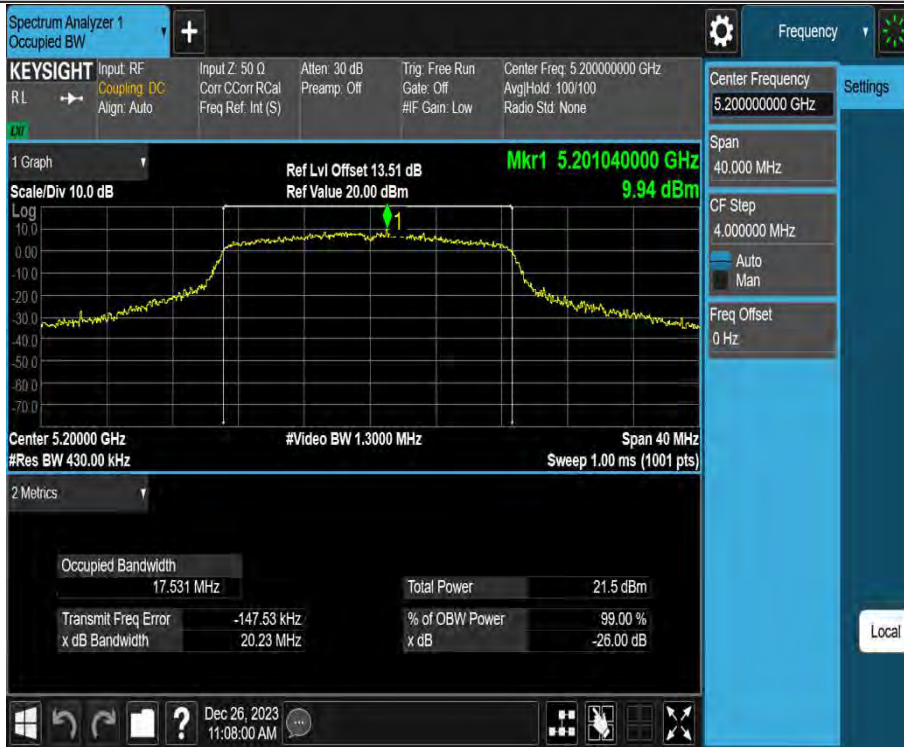 Spectrum Analyzer 1
Occupied BW
+
Frequency
KEYSIGHT
RL
LXI
Input: RF
Coupling: DC
Align: Auto
Input Z: 50 Ω
Corr CCorr RCal
Freq Ref: Int (S)
Atten: 30 dB
Preamp: Off
Trig: Free Run
Gate: Off
#IF Gain: Low
Center Freq: 5.200000000 GHz
Avg|Hold: 100/100
Radio Std: None
Center Frequency
5.200000000 GHz
Settings
Span
40.000 MHz
CF Step
4.000000 MHz
Auto
Man
Freq Offset
0 Hz
1 Graph
Scale/Div 10.0 dB
Ref Lvl Offset 13.51 dB
Ref Value 20.00 dBm
Mkr1 5.201040000 GHz
9.94 dBm
Log
10.0
0.00
-10.0
-20.0
-30.0
-40.0
-50.0
-60.0
-70.0
1
Center 5.20000 GHz
#Video BW 1.3000 MHz
Span 40 MHz
#Res BW 430.00 kHz
Sweep 1.00 ms (1001 pts)
2 Metrics
Occupied Bandwidth
17.531 MHz
Total Power 21.5 dBm
Transmit Freq Error -147.53 kHz
% of OBW Power 99.00 %
x dB Bandwidth 20.23 MHz
x dB -26.00 dB
Local
?
Dec 26, 2023
11:08:00 AM